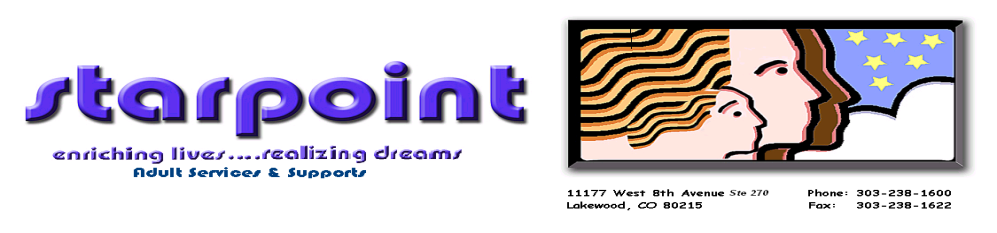 starpoint
enriching lives....realizing dreams
Adult Services & Supports
11177 West 8th Avenue Ste 270
Lakewood, CO 80215
Phone: 303-238-1600
Fax: 303-238-1622